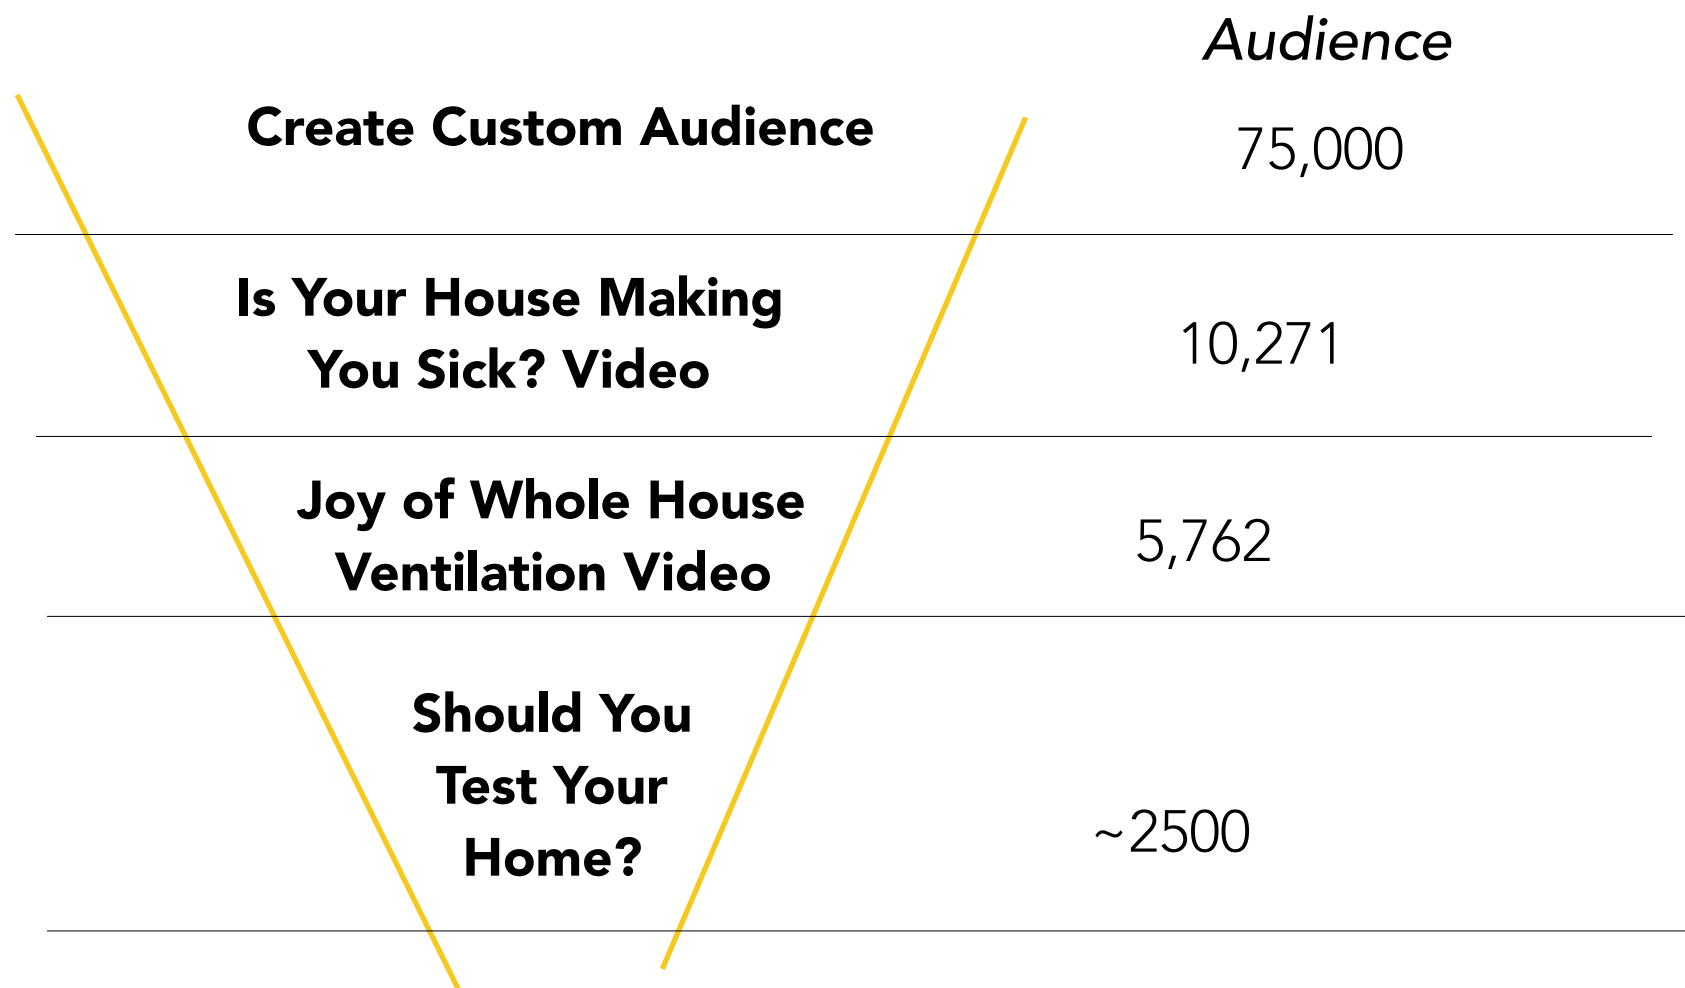 Audience
Create Custom Audience
75,000
Is Your House Making
You Sick? Video
10,271
Joy of Whole House
Ventilation Video
5,762
Should You
Test Your
Home?
~2500